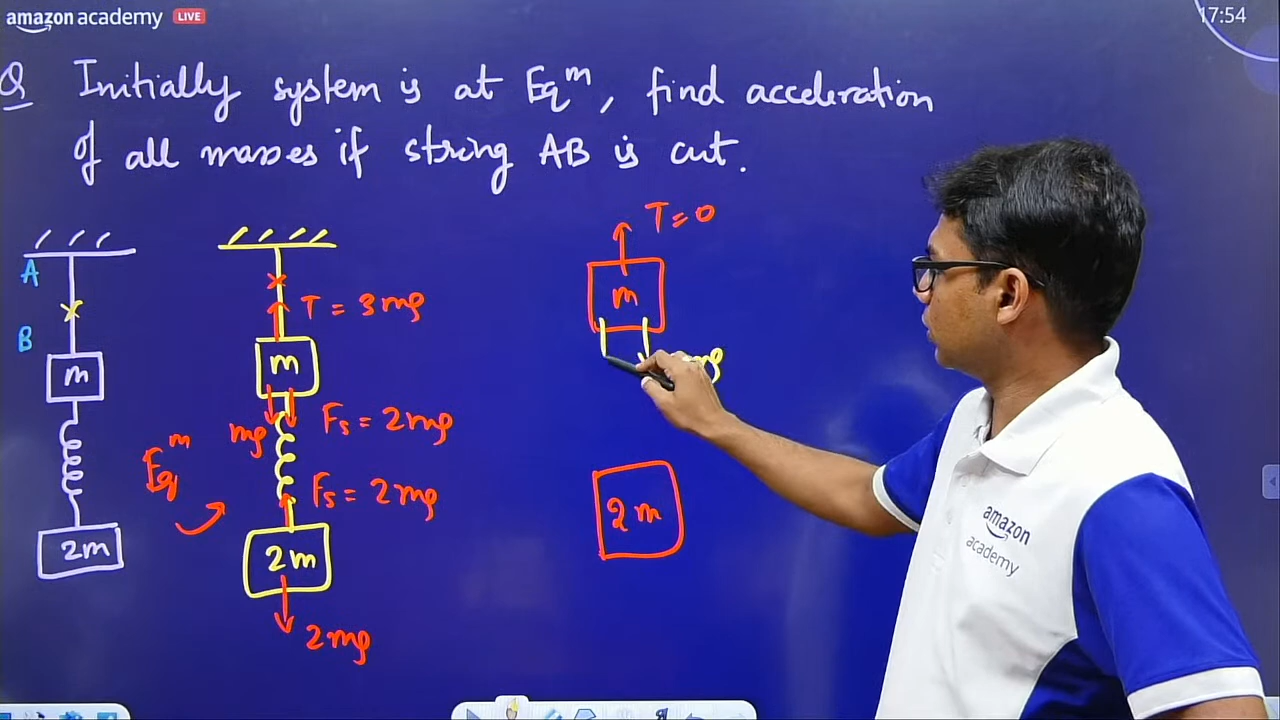 amazon academy LIVE
17:54
Q Initially system is at Eqᵐ, find acceleration
of all masses if string AB is cut.
A
B
m
2m
Eqᵐ
T = 3mg
m
mg
Fs = 2mg
Fs = 2mg
2m
2mg
T = 0
m
2m
amazon
academy